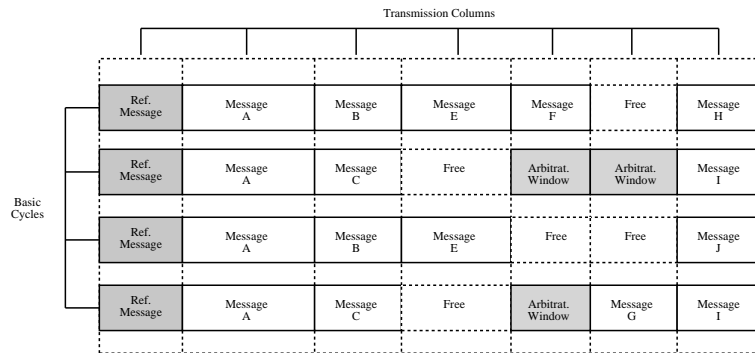 Transmission Columns
Ref.
Message
Message
A
Message
B
Message
E
Message
F
Free
Message
H
Ref.
Message
Message
A
Message
C
Free
Arbitrat.
Window
Arbitrat.
Window
Message
I
Basic
Cycles
Ref.
Message
Message
A
Message
B
Message
E
Free
Free
Message
J
Ref.
Message
Message
A
Message
C
Free
Arbitrat.
Window
Message
G
Message
I